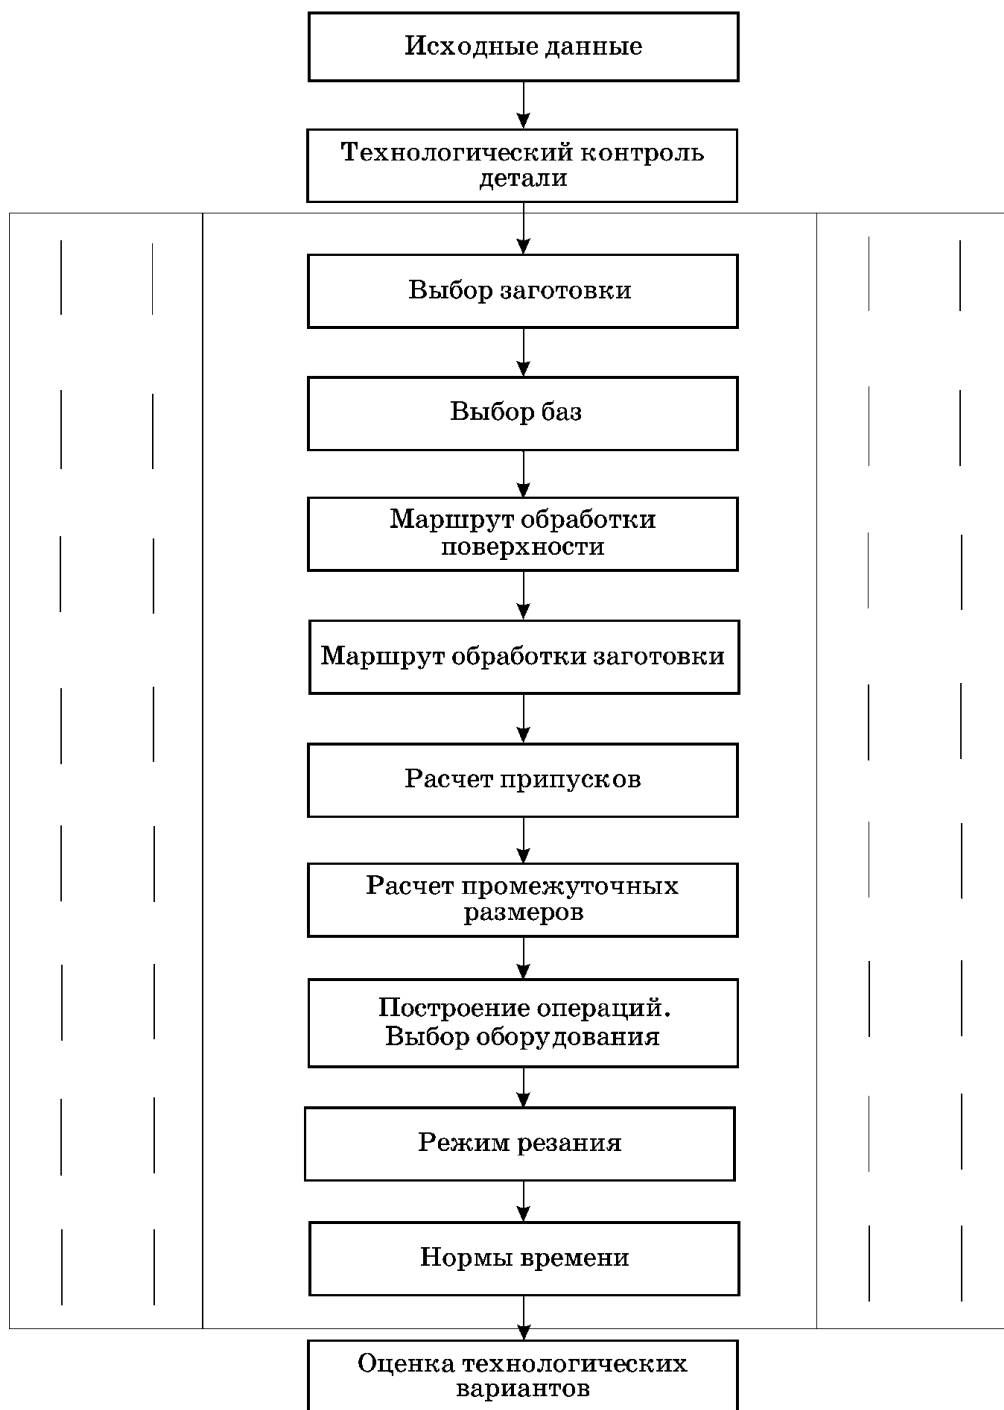 Исходные данные
Технологический контроль
детали
Выбор заготовки
Выбор баз
Маршрут обработки
поверхности
Маршрут обработки заготовки
Расчет припусков
Расчет промежуточных
размеров
Построение операций.
Выбор оборудования
Режим резания
Нормы времени
Оценка технологических
вариантов